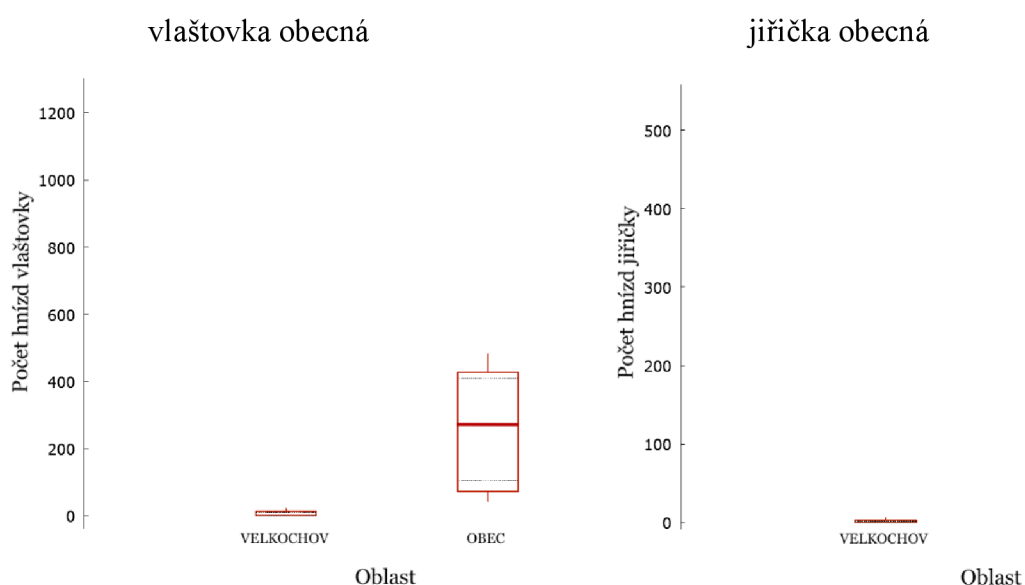 vlaštovka obecná
Počet hnízd vlaštovky
1200
1000
800
600
400
200
0
VELKOCHOV
OBEC
Oblast
jiřička obecná
Počet hnízd jiřičky
500
400
300
200
100
0
VELKOCHOV
Oblast